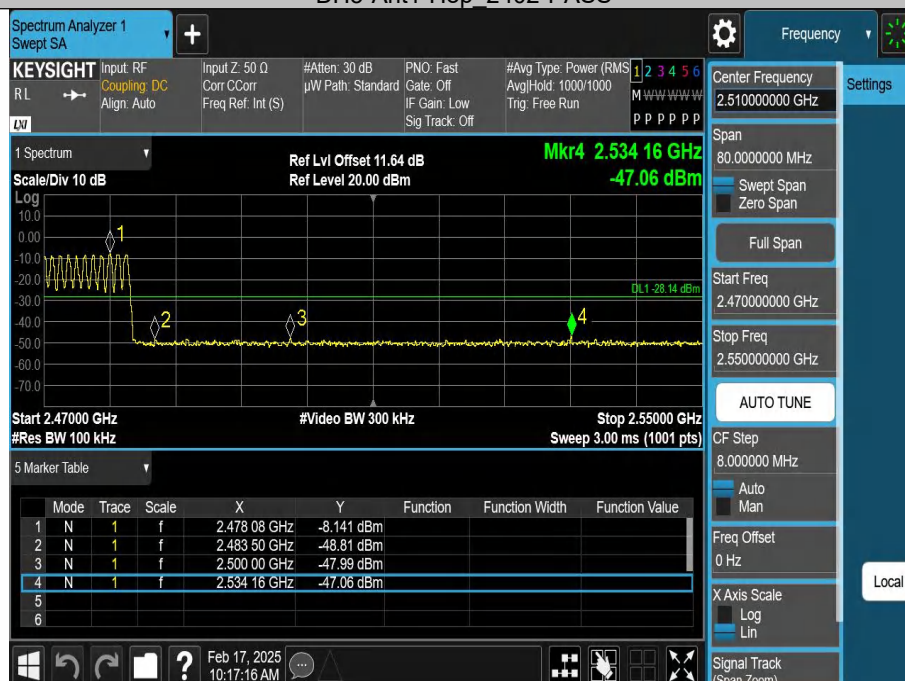 Spectrum Analyzer 1
Swept SA
+
Frequency
KEYSIGHT
RL
LXI
Input: RF
Coupling: DC
Align: Auto
Input Z: 50 Ω
Corr CCorr
Freq Ref: Int (S)
#Atten: 30 dB
µW Path: Standard
PNO: Fast
Gate: Off
IF Gain: Low
Sig Track: Off
#Avg Type: Power (RMS
Avg|Hold: 1000/1000
Trig: Free Run
1 2 3 4 5 6
M W W W W W
P P P P P P
Center Frequency
2.510000000 GHz
Settings
Span
80.0000000 MHz
Swept Span
Zero Span
Full Span
Start Freq
2.470000000 GHz
Stop Freq
2.550000000 GHz
AUTO TUNE
CF Step
8.000000 MHz
Auto
Man
Freq Offset
0 Hz
X Axis Scale
Log
Lin
Local
Signal Track
(Span Zoom)
1 Spectrum
Scale/Div 10 dB
Ref Lvl Offset 11.64 dB
Ref Level 20.00 dBm
Mkr4 2.534 16 GHz
-47.06 dBm
Log
10.0
0.00
-10.0
-20.0
-30.0
-40.0
-50.0
-60.0
-70.0
1
2
3
4
DL1 -28.14 dBm
Start 2.47000 GHz
#Video BW 300 kHz
Stop 2.55000 GHz
#Res BW 100 kHz
Sweep 3.00 ms (1001 pts)
5 Marker Table
Mode Trace Scale X Y Function Function Width Function Value
1 N 1 f 2.478 08 GHz -8.141 dBm
2 N 1 f 2.483 50 GHz -48.81 dBm
3 N 1 f 2.500 00 GHz -47.99 dBm
4 N 1 f 2.534 16 GHz -47.06 dBm
5
6
?
Feb 17, 2025
10:17:16 AM